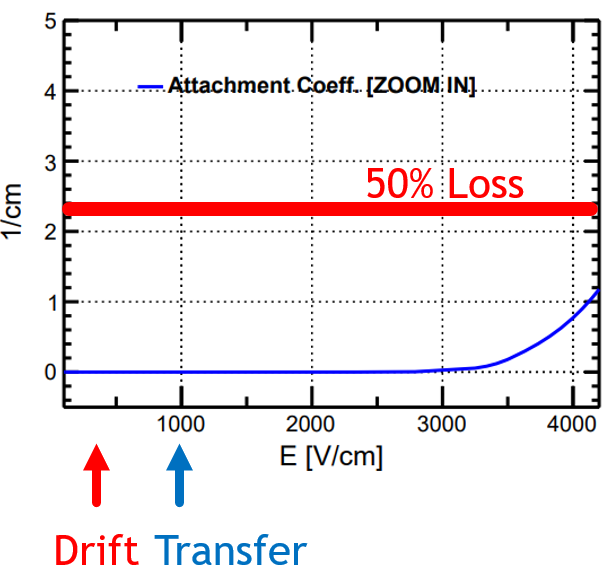 5
Attachment Coeff. [ZOOM IN]
4
3
50% Loss
1/cm
2
1
0
1000 2000 3000 4000
E [V/cm]
Drift Transfer